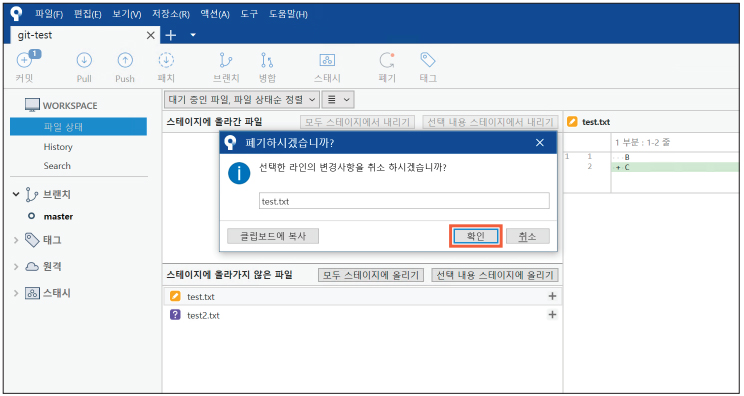 파일(F) 편집(E) 보기(V) 저장소(R) 액션(A) 도구 도움말(H)
git-test
1
커밋 Pull Push 패치 브랜치 병합 스태시 폐기 태그
WORKSPACE
파일 상태
History
Search
브랜치
master
태그
원격
스태시
대기 중인 파일, 파일 상태순 정렬
스테이지에 올라간 파일 모두 스테이지에서 내리기 선택 내용 스테이지에서 내리기
폐기하시겠습니까?
선택한 라인의 변경사항을 취소 하시겠습니까?
test.txt
클립보드에 복사 확인 취소
스테이지에 올라가지 않은 파일 모두 스테이지에 올리기 선택 내용 스테이지에 올리기
test.txt
test2.txt
test.txt
1 부분 : 1-2 줄
1 1 B
2 + C